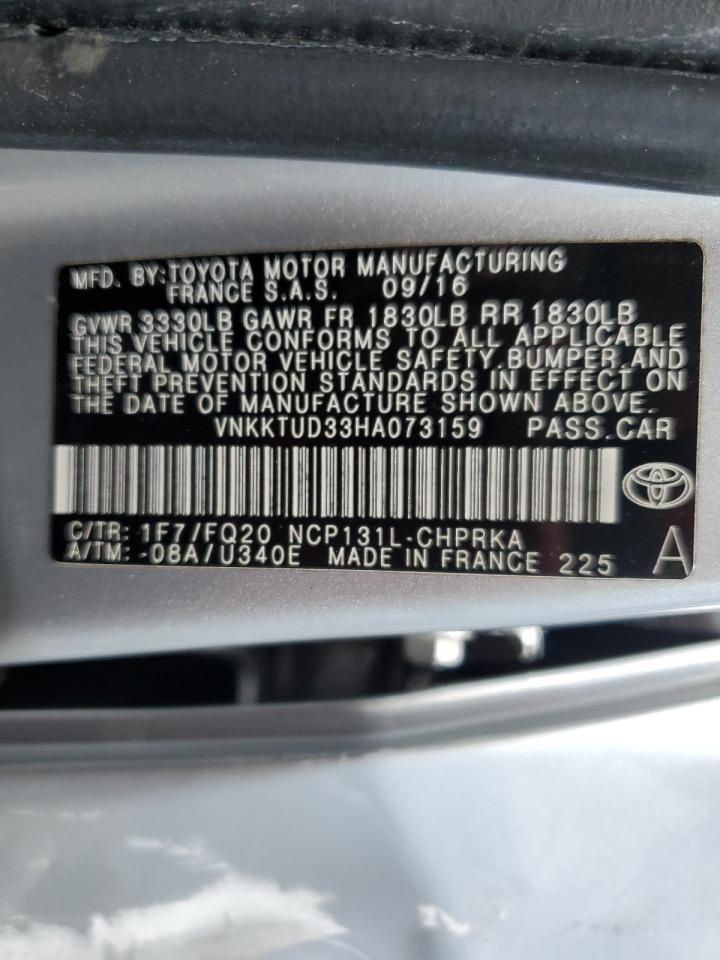 MFD. BY:TOYOTA MOTOR MANUFACTURING
FRANCE S.A.S. 09/16
GVWR 3330LB GAWR FR 1830LB RR 1830LB
THIS VEHICLE CONFORMS TO ALL APPLICABLE
FEDERAL MOTOR VEHICLE SAFETY,BUMPER,AND
THEFT PREVENTION STANDARDS IN EFFECT ON
THE DATE OF MANUFACTURE SHOWN ABOVE.
VNKKTUD33HA073159 PASS.CAR
C/TR: 1F7/FQ20 NCP131L-CHPRKA
A/TM: -08A/U340E MADE IN FRANCE 225 A